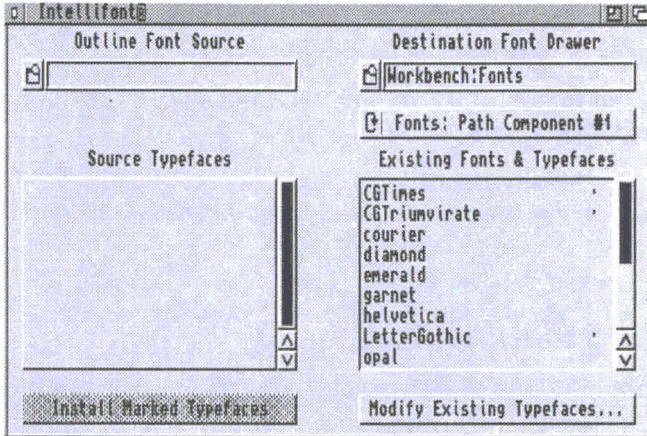 Intellifont
Outline Font Source
Destination Font Drawer
Workbench:Fonts
Fonts: Path Component #1
Source Typefaces
Existing Fonts & Typefaces
CGTimes
CGTriumvirate
courier
diamond
emerald
garnet
helvetica
LetterGothic
opal
Install Marked Typefaces
Modify Existing Typefaces...